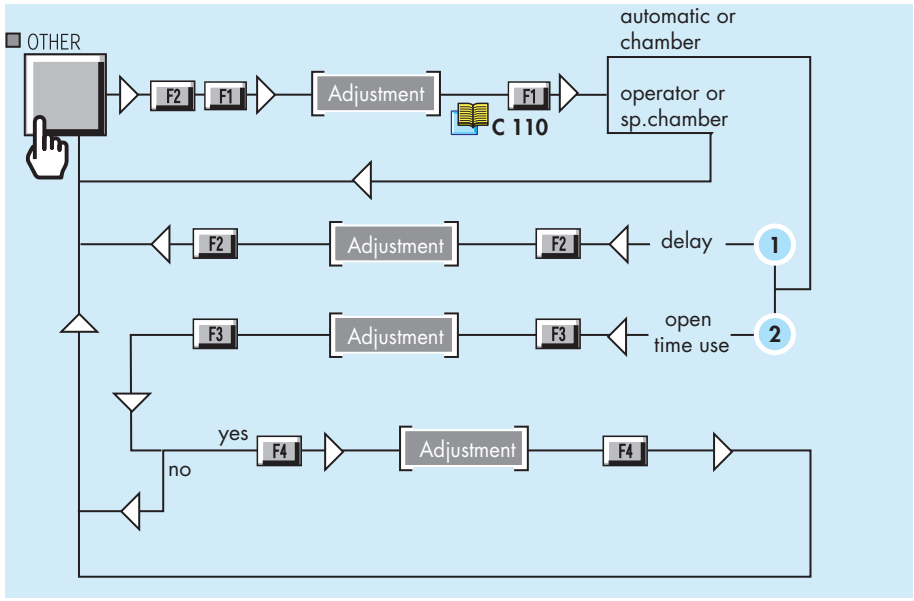 automatic or
chamber
OTHER
F2 F1 Adjustment F1
operator or
sp.chamber
C 110
F2 Adjustment F2 delay 1
F3 Adjustment F3 open
time use 2
yes F4 Adjustment F4
no